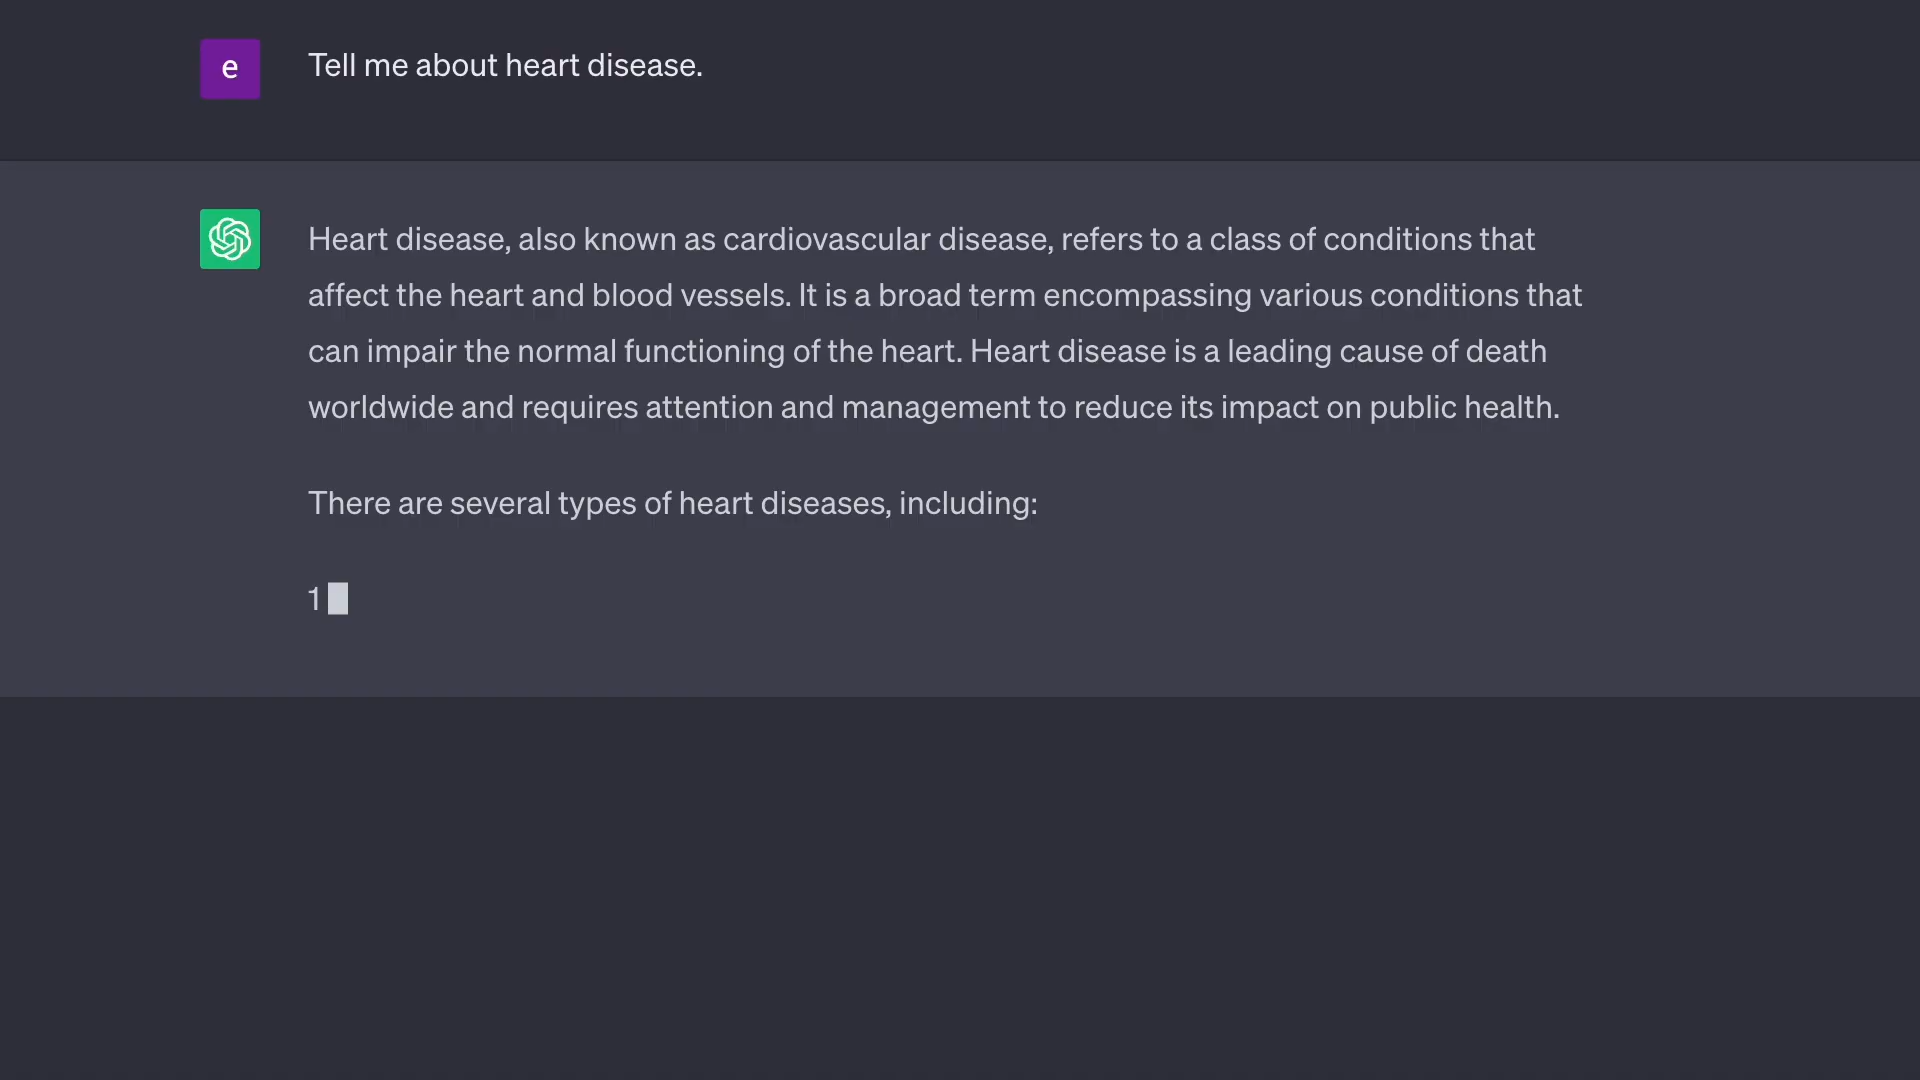 e
Tell me about heart disease.
Heart disease, also known as cardiovascular disease, refers to a class of conditions that
affect the heart and blood vessels. It is a broad term encompassing various conditions that
can impair the normal functioning of the heart. Heart disease is a leading cause of death
worldwide and requires attention and management to reduce its impact on public health.
There are several types of heart diseases, including:
1